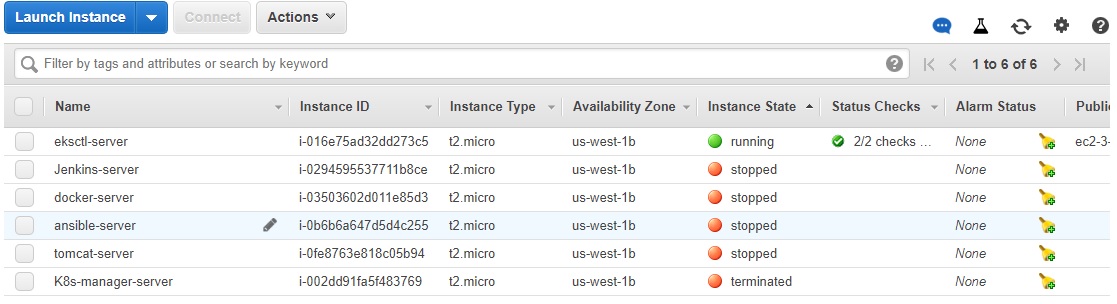 Launch Instance Connect Actions
Filter by tags and attributes or search by keyword 1 to 6 of 6
Name Instance ID Instance Type Availability Zone Instance State Status Checks Alarm Status Public
eksctl-server i-016e75ad32dd273c5 t2.micro us-west-1b running 2/2 checks ... None ec2-3-
Jenkins-server i-0294595537711b8ce t2.micro us-west-1b stopped None
docker-server i-03503602d011e85d3 t2.micro us-west-1b stopped None
ansible-server i-0b6b6a647d5d4c255 t2.micro us-west-1b stopped None
tomcat-server i-0fe8763e818c05b94 t2.micro us-west-1b stopped None
K8s-manager-server i-002dd91fa5f483769 t2.micro us-west-1b terminated None